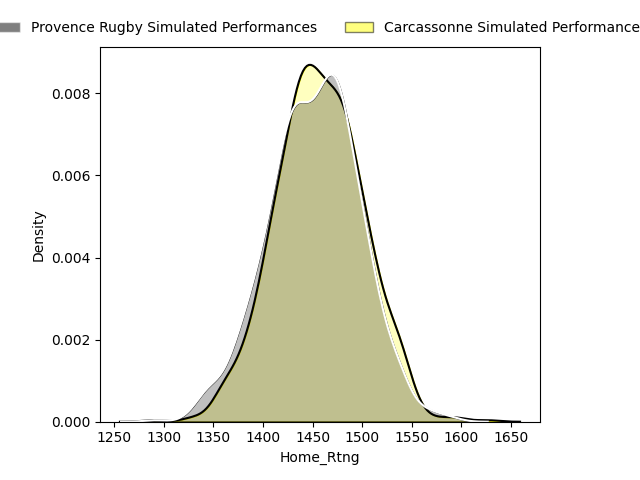 Provence Rugby Simulated Performances
Carcassonne Simulated Performance
0.008
0.006
0.004
0.002
0.000
Density
1250 1300 1350 1400 1450 1500 1550 1600 1650
Home_Rtng